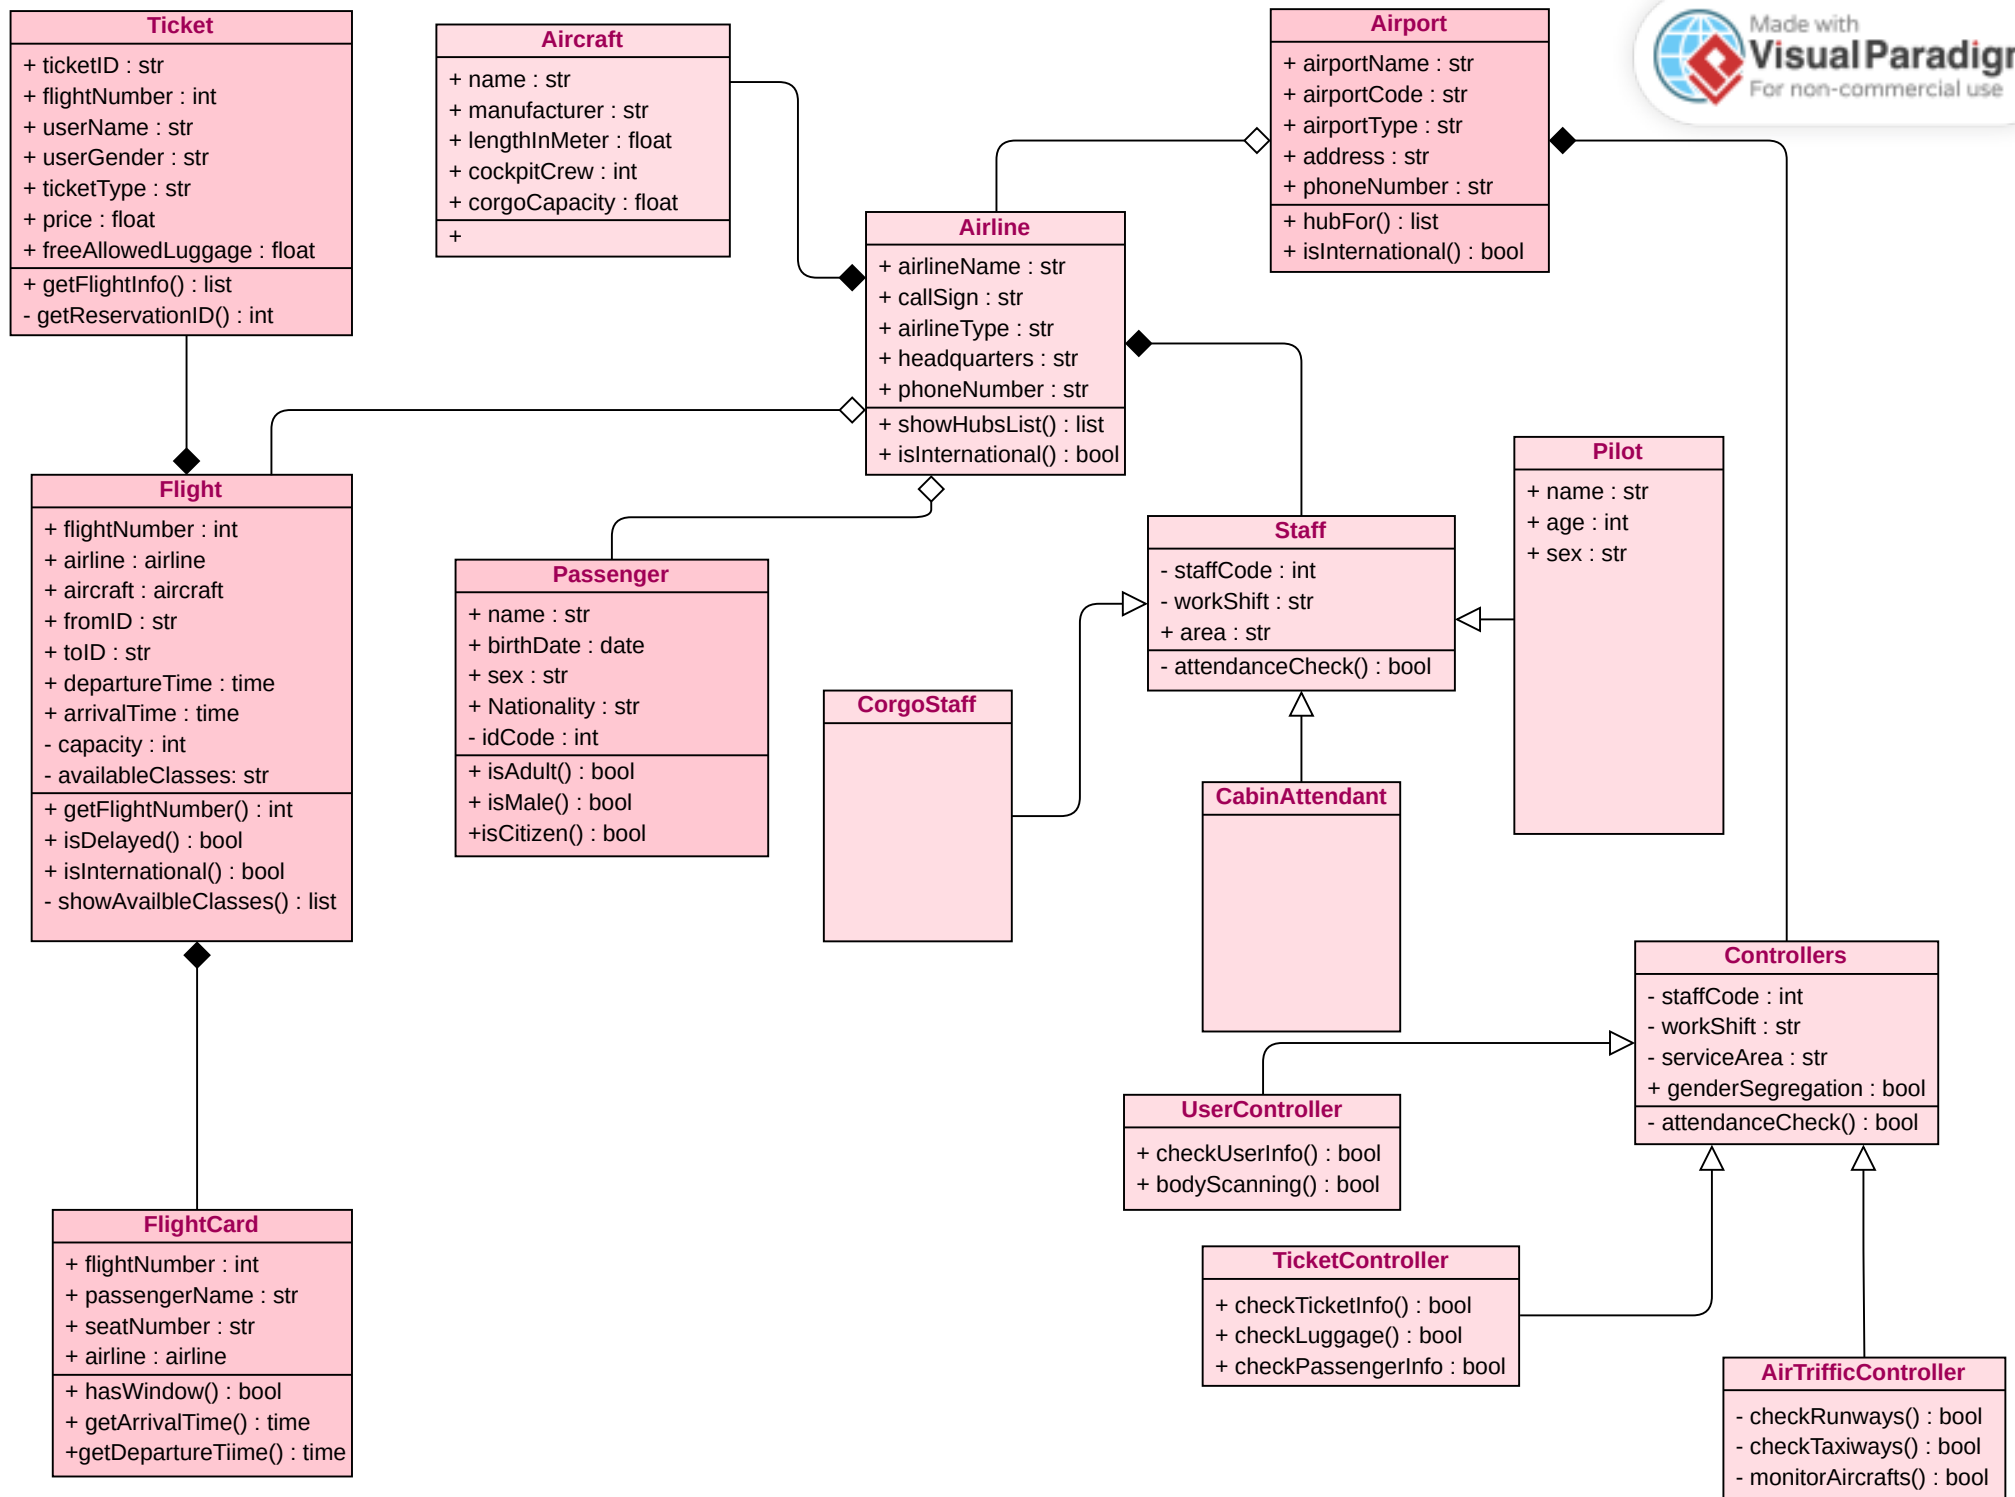 Ticket
+ ticketID : str
+ flightNumber : int
+ userName : str
+ userGender : str
+ ticketType : str
+ price : float
+ freeAllowedLuggage : float
+ getFlightInfo() : list
- getReservationID() : int
Aircraft
+ name : str
+ manufacturer : str
+ lengthInMeter : float
+ cockpitCrew : int
+ corgoCapacity : float
+
Airport
+ airportName : str
+ airportCode : str
+ airportType : str
+ address : str
+ phoneNumber : str
+ hubFor() : list
+ isInternational() : bool
Made with
Visual Paradigm
For non-commercial use
Airline
+ airlineName : str
+ callSign : str
+ airlineType : str
+ headquarters : str
+ phoneNumber : str
+ showHubsList() : list
+ isInternational() : bool
Flight
+ flightNumber : int
+ airline : airline
+ aircraft : aircraft
+ fromID : str
+ toID : str
+ departureTime : time
+ arrivalTime : time
- capacity : int
- availableClasses: str
+ getFlightNumber() : int
+ isDelayed() : bool
+ isInternational() : bool
- showAvailbleClasses() : list
Passenger
+ name : str
+ birthDate : date
+ sex : str
+ Nationality : str
- idCode : int
+ isAdult() : bool
+ isMale() : bool
+isCitizen() : bool
Staff
- staffCode : int
- workShift : str
+ area : str
- attendanceCheck() : bool
Pilot
+ name : str
+ age : int
+ sex : str
CorgoStaff
CabinAttendant
Controllers
- staffCode : int
- workShift : str
- serviceArea : str
+ genderSegregation : bool
- attendanceCheck() : bool
UserController
+ checkUserInfo() : bool
+ bodyScanning() : bool
FlightCard
+ flightNumber : int
+ passengerName : str
+ seatNumber : str
+ airline : airline
+ hasWindow() : bool
+ getArrivalTime() : time
+getDepartureTiime() : time
TicketController
+ checkTicketInfo() : bool
+ checkLuggage() : bool
+ checkPassengerInfo : bool
AirTrifficController
- checkRunways() : bool
- checkTaxiways() : bool
- monitorAircrafts() : bool